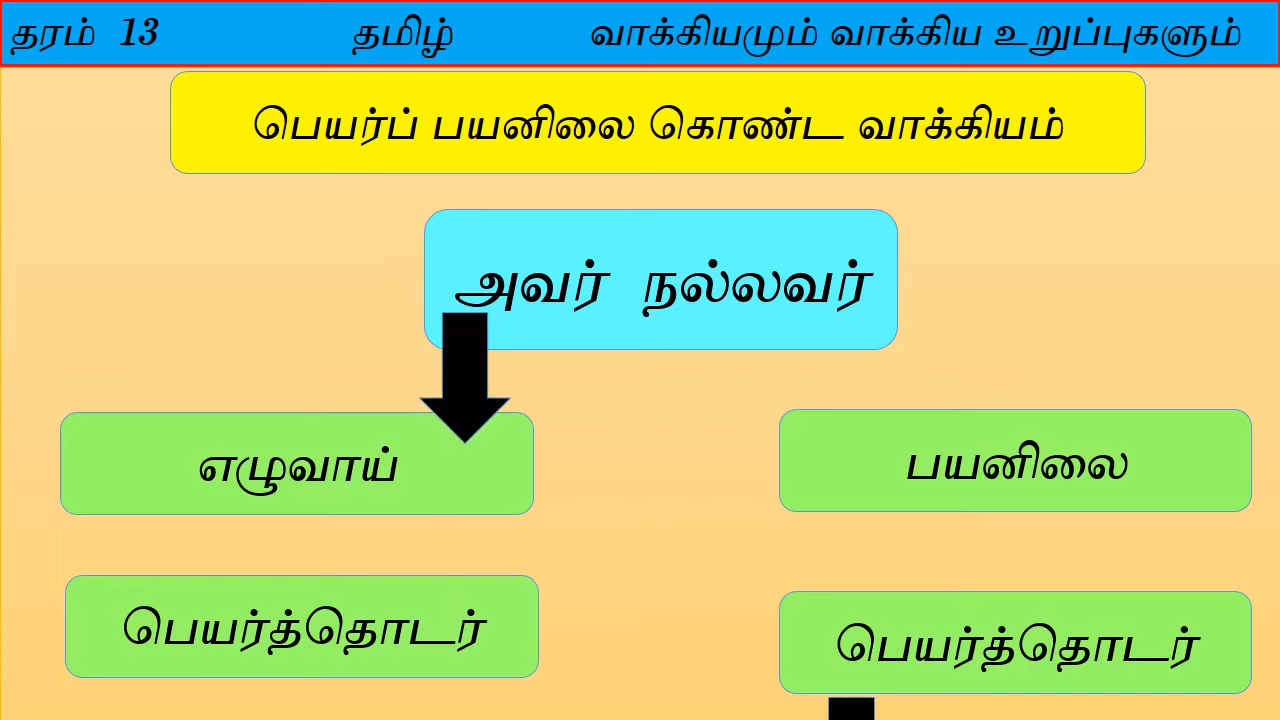 தரம் 13 தமிழ் வாக்கியமும் வாக்கிய உறுப்புகளும்
பெயர்ப் பயனிலை கொண்ட வாக்கியம்
அவர் நல்லவர்
எழுவாய் பயனிலை
பெயர்த்தொடர் பெயர்த்தொடர்